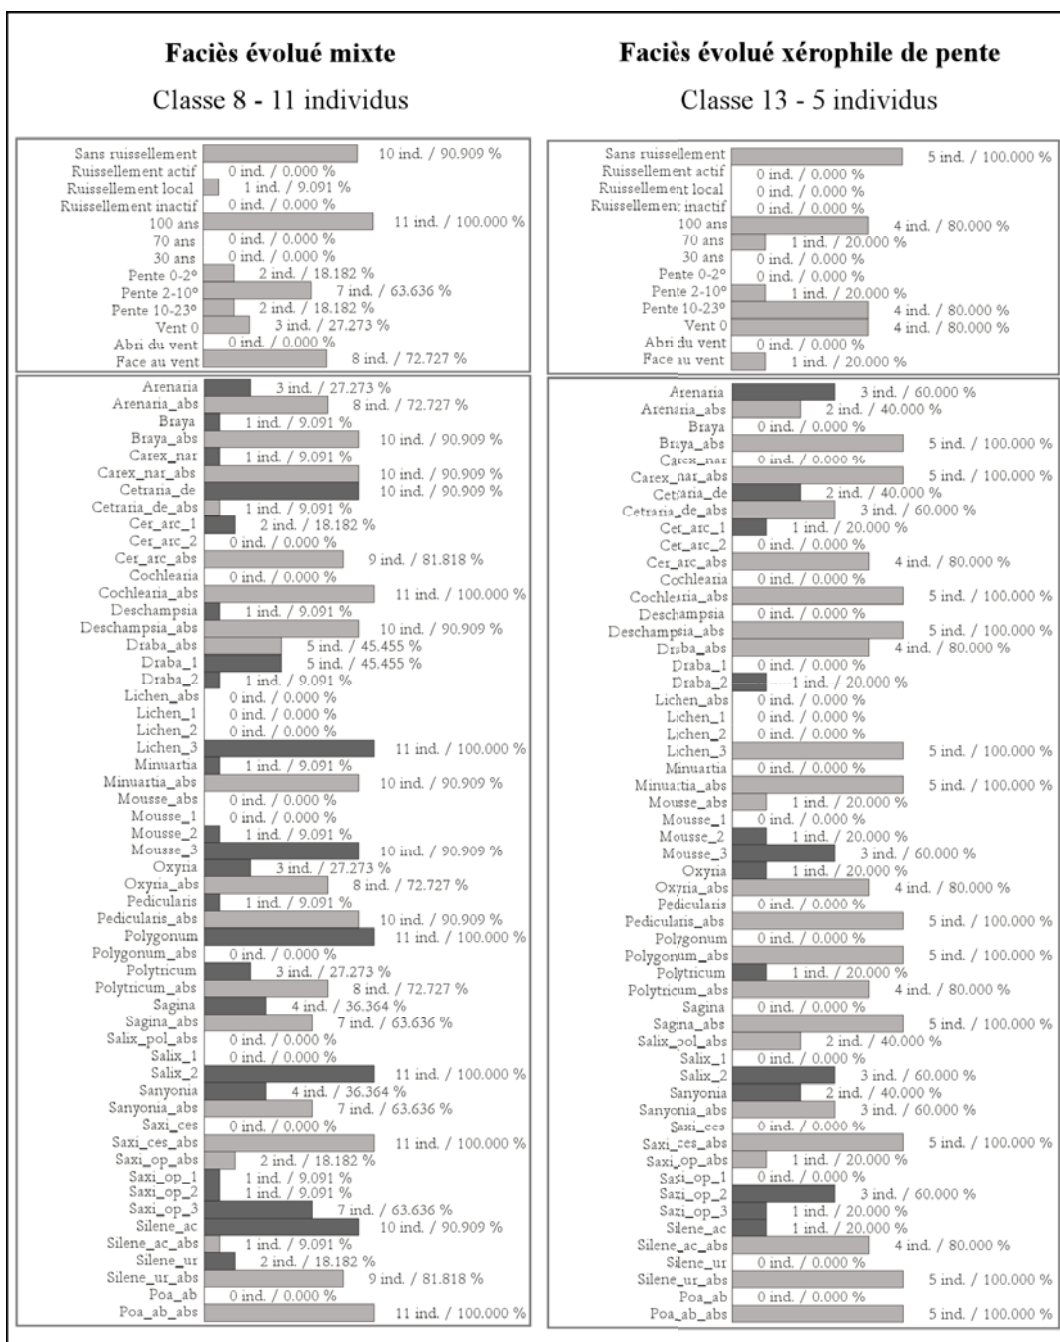 Faciès évolué mixte
Classe 8 - 11 individus
Sans ruissellement 10 ind. / 90.909 %
Ruissellement actif 0 ind. / 0.000 %
Ruissellement local 1 ind. / 9.091 %
Ruissellement inactif 0 ind. / 0.000 %
100 ans 11 ind. / 100.000 %
70 ans 0 ind. / 0.000 %
30 ans 0 ind. / 0.000 %
Pente 0-2° 2 ind. / 18.182 %
Pente 2-10° 7 ind. / 63.636 %
Pente 10-23° 2 ind. / 18.182 %
Vent 0 3 ind. / 27.273 %
Abri du vent 0 ind. / 0.000 %
Face au vent 8 ind. / 72.727 %
Arenaria 3 ind. / 27.273 %
Arenaria_abs 8 ind. / 72.727 %
Braya 1 ind. / 9.091 %
Braya_abs 10 ind. / 90.909 %
Carex_nar 1 ind. / 9.091 %
Carex_nar_abs 10 ind. / 90.909 %
Cetraria_de 10 ind. / 90.909 %
Cetraria_de_abs 1 ind. / 9.091 %
Cer_arc_1 2 ind. / 18.182 %
Cer_arc_2 0 ind. / 0.000 %
Cer_arc_abs 9 ind. / 81.818 %
Cochlearia 0 ind. / 0.000 %
Cochlearia_abs 11 ind. / 100.000 %
Deschampsia 1 ind. / 9.091 %
Deschampsia_abs 10 ind. / 90.909 %
Draba_abs 5 ind. / 45.455 %
Draba_1 5 ind. / 45.455 %
Draba_2 1 ind. / 9.091 %
Lichen_abs 0 ind. / 0.000 %
Lichen_1 0 ind. / 0.000 %
Lichen_2 0 ind. / 0.000 %
Lichen_3 11 ind. / 100.000 %
Minuartia 1 ind. / 9.091 %
Minuartia_abs 10 ind. / 90.909 %
Mousse_abs 0 ind. / 0.000 %
Mousse_1 0 ind. / 0.000 %
Mousse_2 1 ind. / 9.091 %
Mousse_3 10 ind. / 90.909 %
Oxyria 3 ind. / 27.273 %
Oxyria_abs 8 ind. / 72.727 %
Pedicularis 1 ind. / 9.091 %
Pedicularis_abs 10 ind. / 90.909 %
Polygonum 11 ind. / 100.000 %
Polygonum_abs 0 ind. / 0.000 %
Polytricum 3 ind. / 27.273 %
Polytricum_abs 8 ind. / 72.727 %
Sagina 4 ind. / 36.364 %
Sagina_abs 7 ind. / 63.636 %
Salix_pol_abs 0 ind. / 0.000 %
Salix_1 0 ind. / 0.000 %
Salix_2 11 ind. / 100.000 %
Sanyonia 4 ind. / 36.364 %
Sanyonia_abs 7 ind. / 63.636 %
Saxi_ces 0 ind. / 0.000 %
Saxi_ces_abs 11 ind. / 100.000 %
Saxi_op_abs 2 ind. / 18.182 %
Saxi_op_1 1 ind. / 9.091 %
Saxi_op_2 1 ind. / 9.091 %
Saxi_op_3 7 ind. / 63.636 %
Silene_ac 10 ind. / 90.909 %
Silene_ac_abs 1 ind. / 9.091 %
Silene_ur 2 ind. / 18.182 %
Silene_ur_abs 9 ind. / 81.818 %
Poa_ab 0 ind. / 0.000 %
Poa_ab_abs 11 ind. / 100.000 %
Faciès évolué xérophile de pente
Classe 13 - 5 individus
Sans ruissellement 5 ind. / 100.000 %
Ruissellement actif 0 ind. / 0.000 %
Ruissellement local 0 ind. / 0.000 %
Ruissellement inactif 0 ind. / 0.000 %
100 ans 4 ind. / 80.000 %
70 ans 1 ind. / 20.000 %
30 ans 0 ind. / 0.000 %
Pente 0-2° 0 ind. / 0.000 %
Pente 2-10° 1 ind. / 20.000 %
Pente 10-23° 4 ind. / 80.000 %
Vent 0 4 ind. / 80.000 %
Abri du vent 0 ind. / 0.000 %
Face au vent 1 ind. / 20.000 %
Arenaria 3 ind. / 60.000 %
Arenaria_abs 2 ind. / 40.000 %
Braya 0 ind. / 0.000 %
Braya_abs 5 ind. / 100.000 %
Carex_nar 0 ind. / 0.000 %
Carex_nar_abs 5 ind. / 100.000 %
Cetraria_de 2 ind. / 40.000 %
Cetraria_de_abs 3 ind. / 60.000 %
Cer_arc_1 1 ind. / 20.000 %
Cer_arc_2 0 ind. / 0.000 %
Cer_arc_abs 4 ind. / 80.000 %
Cochlearia 0 ind. / 0.000 %
Cochlearia_abs 5 ind. / 100.000 %
Deschampsia 0 ind. / 0.000 %
Deschampsia_abs 5 ind. / 100.000 %
Draba_abs 4 ind. / 80.000 %
Draba_1 0 ind. / 0.000 %
Draba_2 1 ind. / 20.000 %
Lichen_abs 0 ind. / 0.000 %
Lichen_1 0 ind. / 0.000 %
Lichen_2 0 ind. / 0.000 %
Lichen_3 5 ind. / 100.000 %
Minuartia 0 ind. / 0.000 %
Minuartia_abs 5 ind. / 100.000 %
Mousse_abs 1 ind. / 20.000 %
Mousse_1 0 ind. / 0.000 %
Mousse_2 1 ind. / 20.000 %
Mousse_3 3 ind. / 60.000 %
Oxyria 1 ind. / 20.000 %
Oxyria_abs 4 ind. / 80.000 %
Pedicularis 0 ind. / 0.000 %
Pedicularis_abs 5 ind. / 100.000 %
Polygonum 0 ind. / 0.000 %
Polygonum_abs 5 ind. / 100.000 %
Polytricum 1 ind. / 20.000 %
Polytricum_abs 4 ind. / 80.000 %
Sagina 0 ind. / 0.000 %
Sagina_abs 5 ind. / 100.000 %
Salix_pol_abs 2 ind. / 40.000 %
Salix_1 0 ind. / 0.000 %
Salix_2 3 ind. / 60.000 %
Sanyonia 2 ind. / 40.000 %
Sanyonia_abs 3 ind. / 60.000 %
Saxi_ces 0 ind. / 0.000 %
Saxi_ces_abs 5 ind. / 100.000 %
Saxi_op_abs 1 ind. / 20.000 %
Saxi_op_1 0 ind. / 0.000 %
Saxi_op_2 3 ind. / 60.000 %
Saxi_op_3 1 ind. / 20.000 %
Silene_ac 1 ind. / 20.000 %
Silene_ac_abs 4 ind. / 80.000 %
Silene_ur 0 ind. / 0.000 %
Silene_ur_abs 5 ind. / 100.000 %
Poa_ab 0 ind. / 0.000 %
Poa_ab_abs 5 ind. / 100.000 %